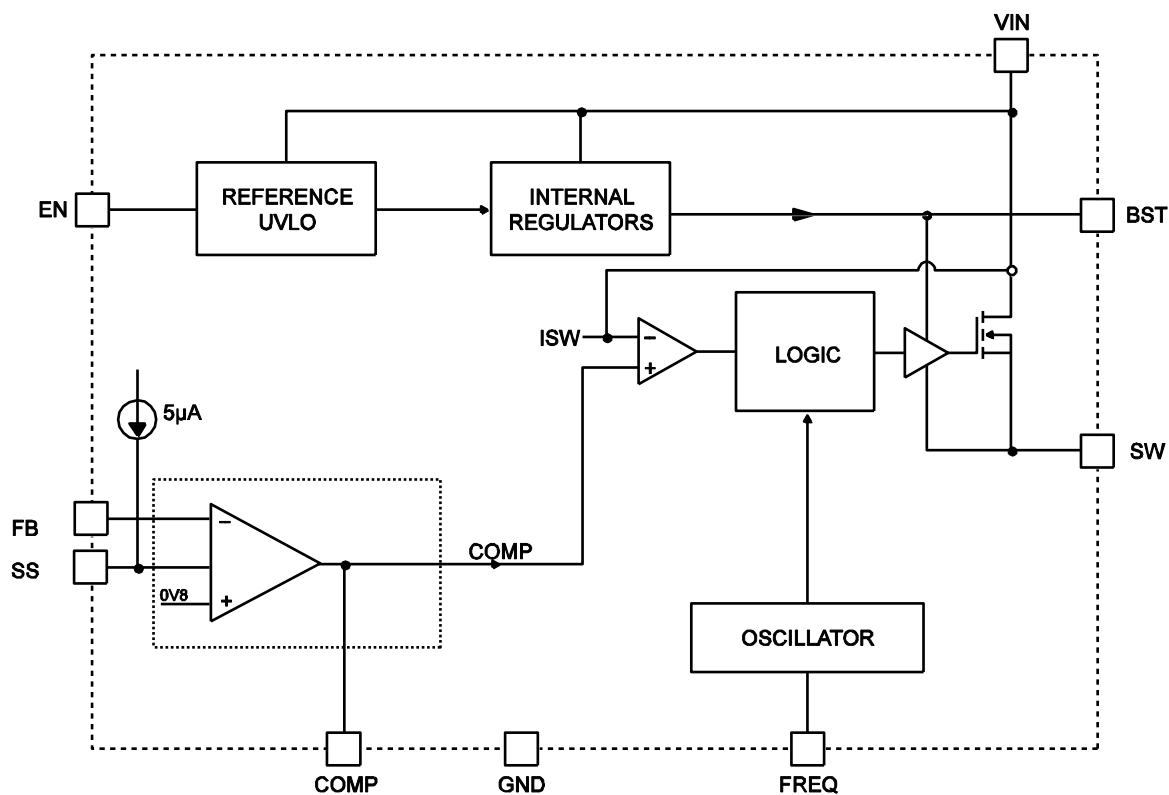 VIN
EN
REFERENCE
UVLO
INTERNAL
REGULATORS
BST
ISW
−
+
LOGIC
5µA
SW
FB
−
SS
COMP
0V8
+
OSCILLATOR
COMP
GND
FREQ